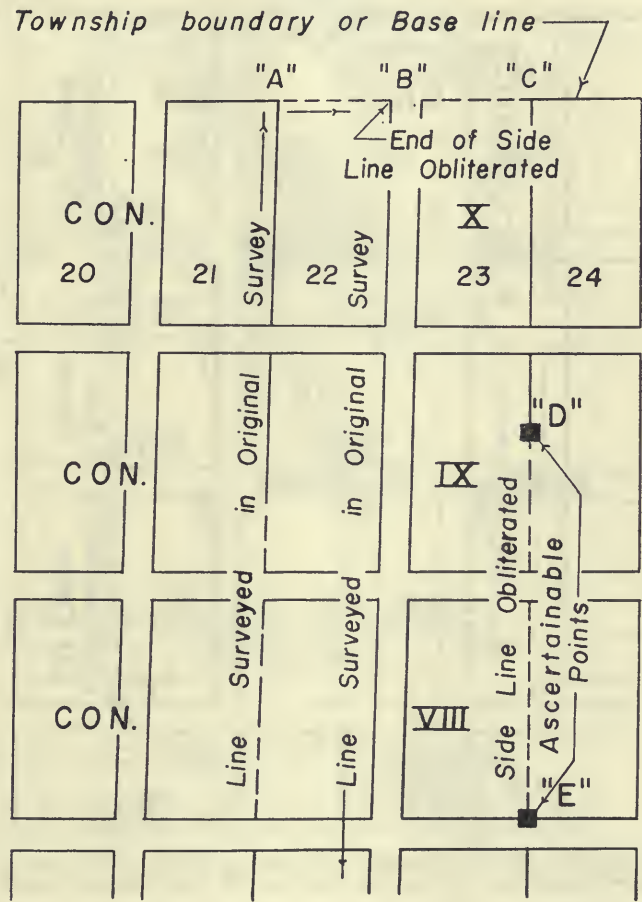 Township boundary or Base line
"A" "B" "C"
End of Side
Line Obliterated
CON. X
20 21 22 23 24
Survey
Survey
"D"
CON. IX
in Original
in Original
Line Surveyed
Line Surveyed
Side Line Obliterated
Ascertainable
Points
CON. VIII
"E"